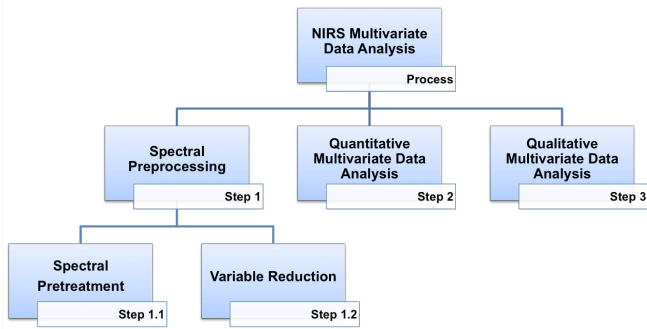 NIRS Multivariate
Data Analysis
Process
Spectral
Preprocessing
Step 1
Quantitative
Multivariate Data
Analysis
Step 2
Qualitative
Multivariate Data
Analysis
Step 3
Spectral
Pretreatment
Step 1.1
Variable Reduction
Step 1.2